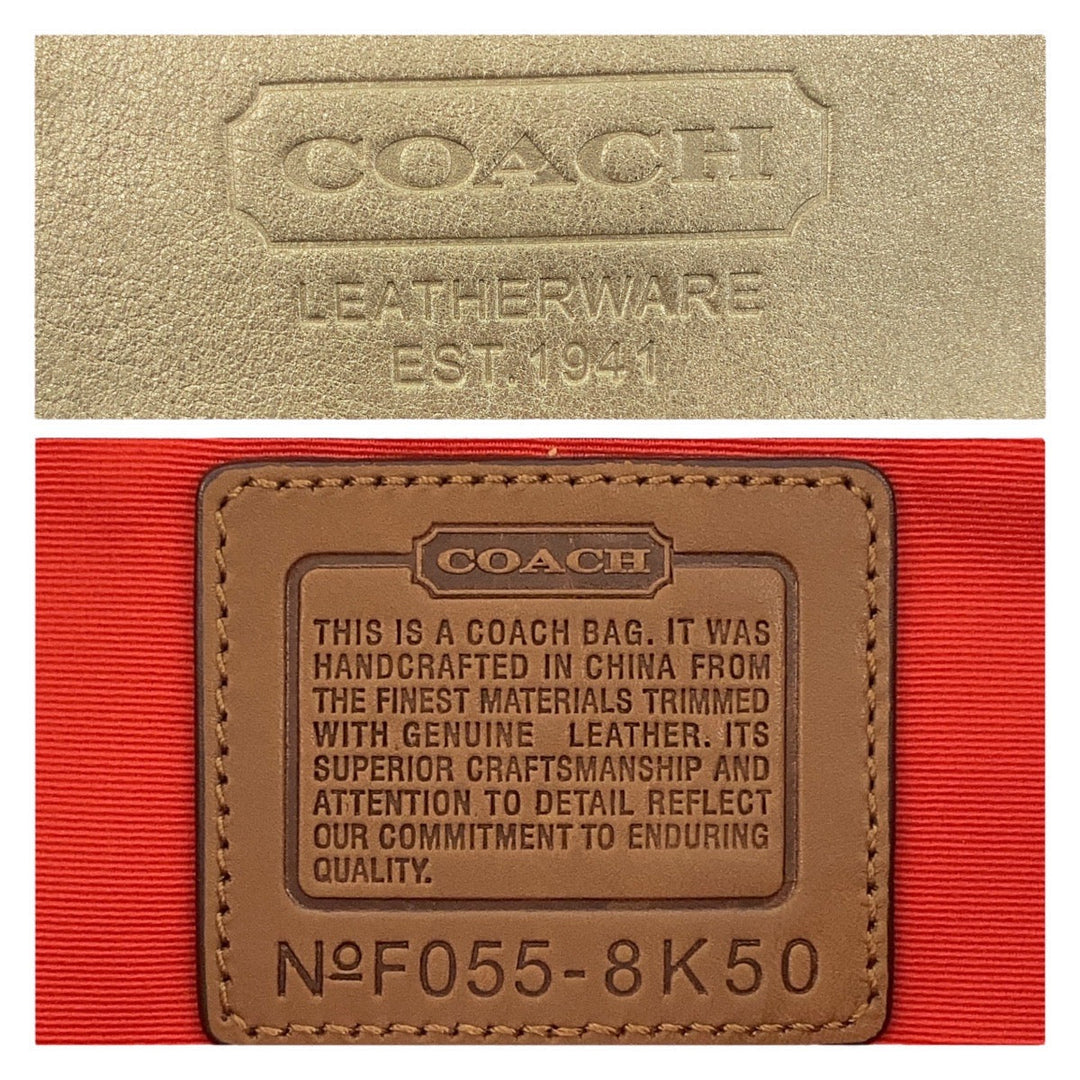 COACH
LEATHERWARE
EST. 1941
COACH
THIS IS A COACH BAG. IT WAS
HANDCRAFTED IN CHINA FROM
THE FINEST MATERIALS TRIMMED
WITH GENUINE LEATHER. ITS
SUPERIOR CRAFTSMANSHIP AND
ATTENTION TO DETAIL REFLECT
OUR COMMITMENT TO ENDURING
QUALITY.
NºF055-8K50